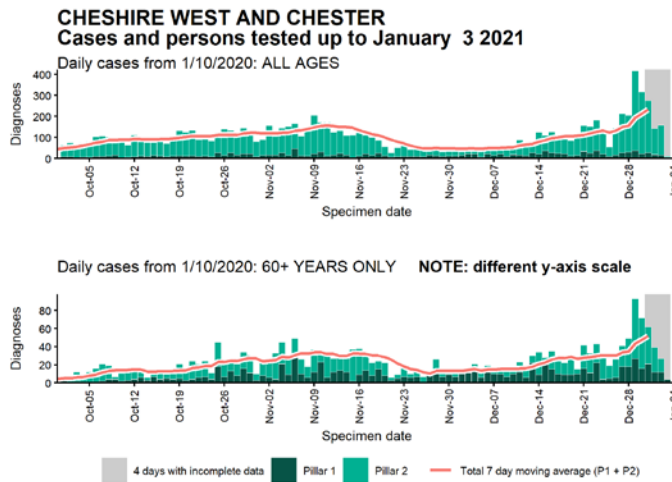 CHESHIRE WEST AND CHESTER
Cases and persons tested up to January 3 2021
Daily cases from 1/10/2020: ALL AGES
400
300
200
100
0
Diagnoses
Oct-05
Oct-12
Oct-19
Oct-26
Nov-02
Nov-09
Nov-16
Nov-23
Nov-30
Dec-07
Dec-14
Dec-21
Dec-28
Specimen date
Daily cases from 1/10/2020: 60+ YEARS ONLY NOTE: different y-axis scale
80
60
40
20
0
Diagnoses
Oct-05
Oct-12
Oct-19
Oct-26
Nov-02
Nov-09
Nov-16
Nov-23
Nov-30
Dec-07
Dec-14
Dec-21
Dec-28
Specimen date
4 days with incomplete data Pillar 1 Pillar 2 Total 7 day moving average (P1 + P2)